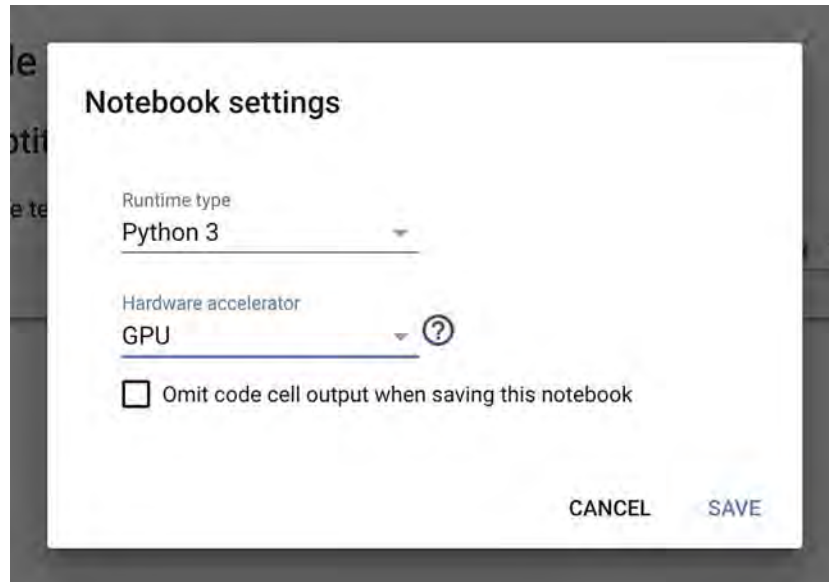 Notebook settings
Runtime type
Python 3
Hardware accelerator
GPU
?
Omit code cell output when saving this notebook
CANCEL
SAVE